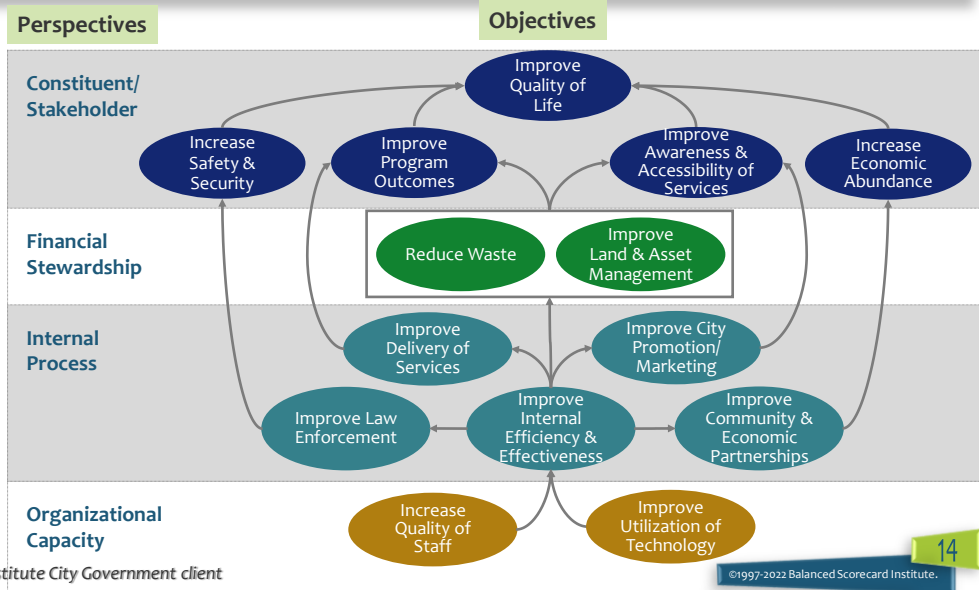 Perspectives
Objectives
Constituent/
Stakeholder
Improve
Quality of
Life
Increase
Safety &
Security
Improve
Program
Outcomes
Improve
Awareness &
Accessibility of
Services
Increase
Economic
Abundance
Financial
Stewardship
Reduce Waste
Improve
Land & Asset
Management
Internal
Process
Improve
Delivery of
Services
Improve City
Promotion/
Marketing
Improve Law
Enforcement
Improve
Internal
Efficiency &
Effectiveness
Improve
Community &
Economic
Partnerships
Organizational
Capacity
Increase
Quality of
Staff
Improve
Utilization of
Technology
14
stitute City Government client
©1997-2022 Balanced Scorecard Institute.